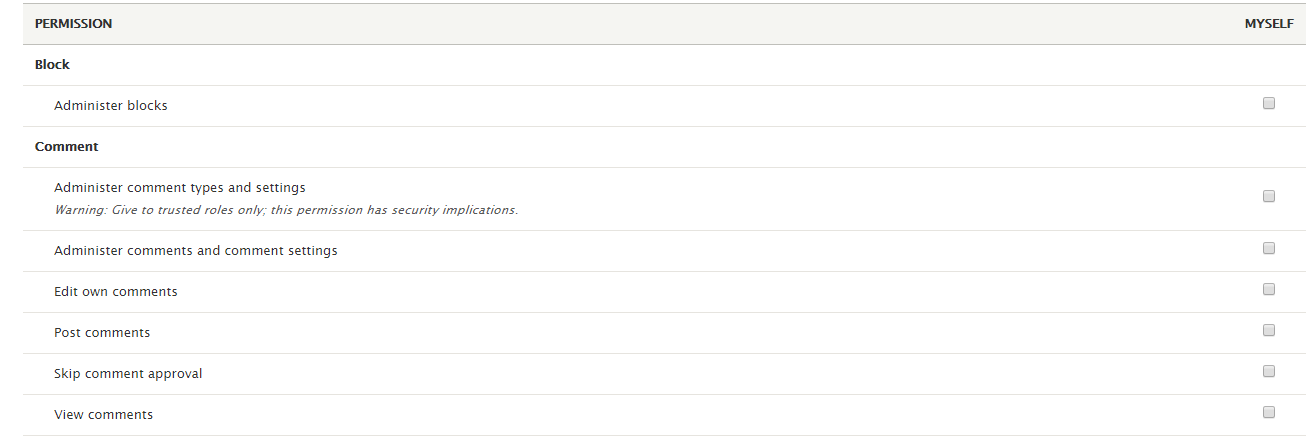 PERMISSION MYSELF
Block
Administer blocks
Comment
Administer comment types and settings
Warning: Give to trusted roles only; this permission has security implications.
Administer comments and comment settings
Edit own comments
Post comments
Skip comment approval
View comments